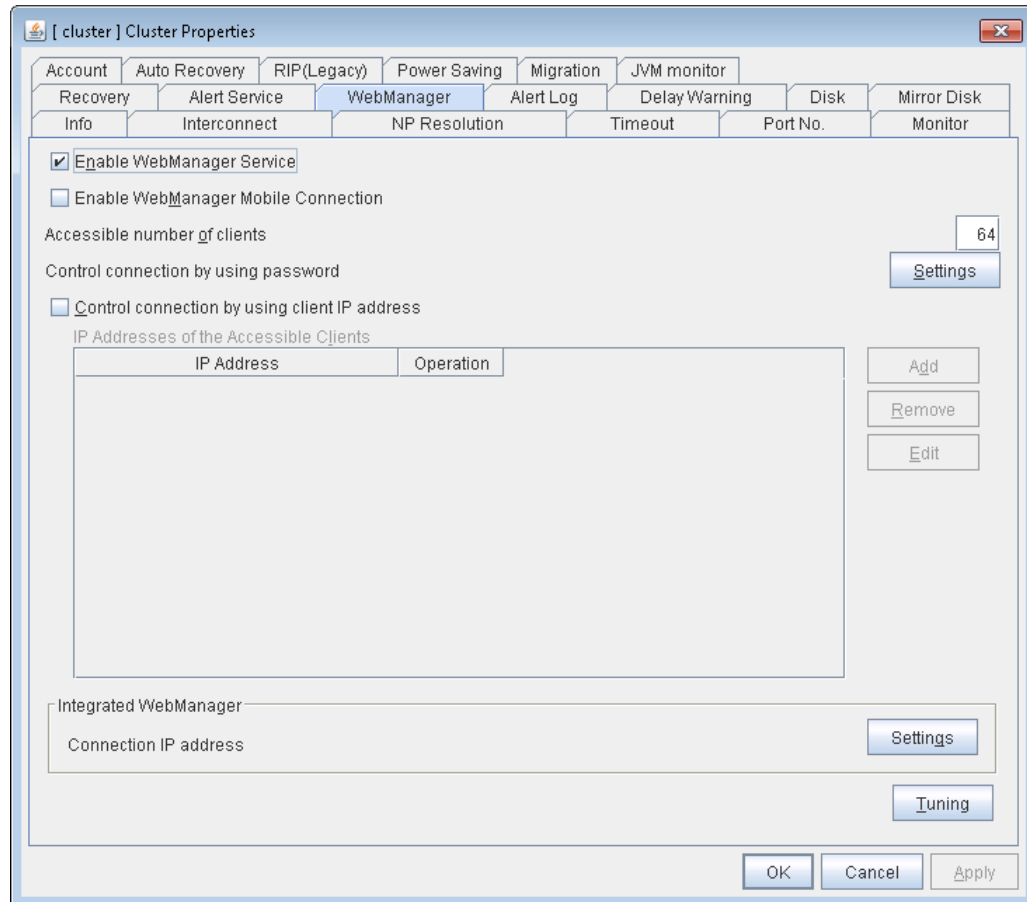 [ cluster ] Cluster Properties
Account Auto Recovery RIP(Legacy) Power Saving Migration JVM monitor
Recovery Alert Service WebManager Alert Log Delay Warning Disk Mirror Disk
Info Interconnect NP Resolution Timeout Port No. Monitor
Enable WebManager Service
Enable WebManager Mobile Connection
Accessible number of clients 64
Control connection by using password Settings
Control connection by using client IP address
IP Addresses of the Accessible Clients
IP Address Operation
Add
Remove
Edit
Integrated WebManager
Connection IP address Settings
Tuning
OK Cancel Apply